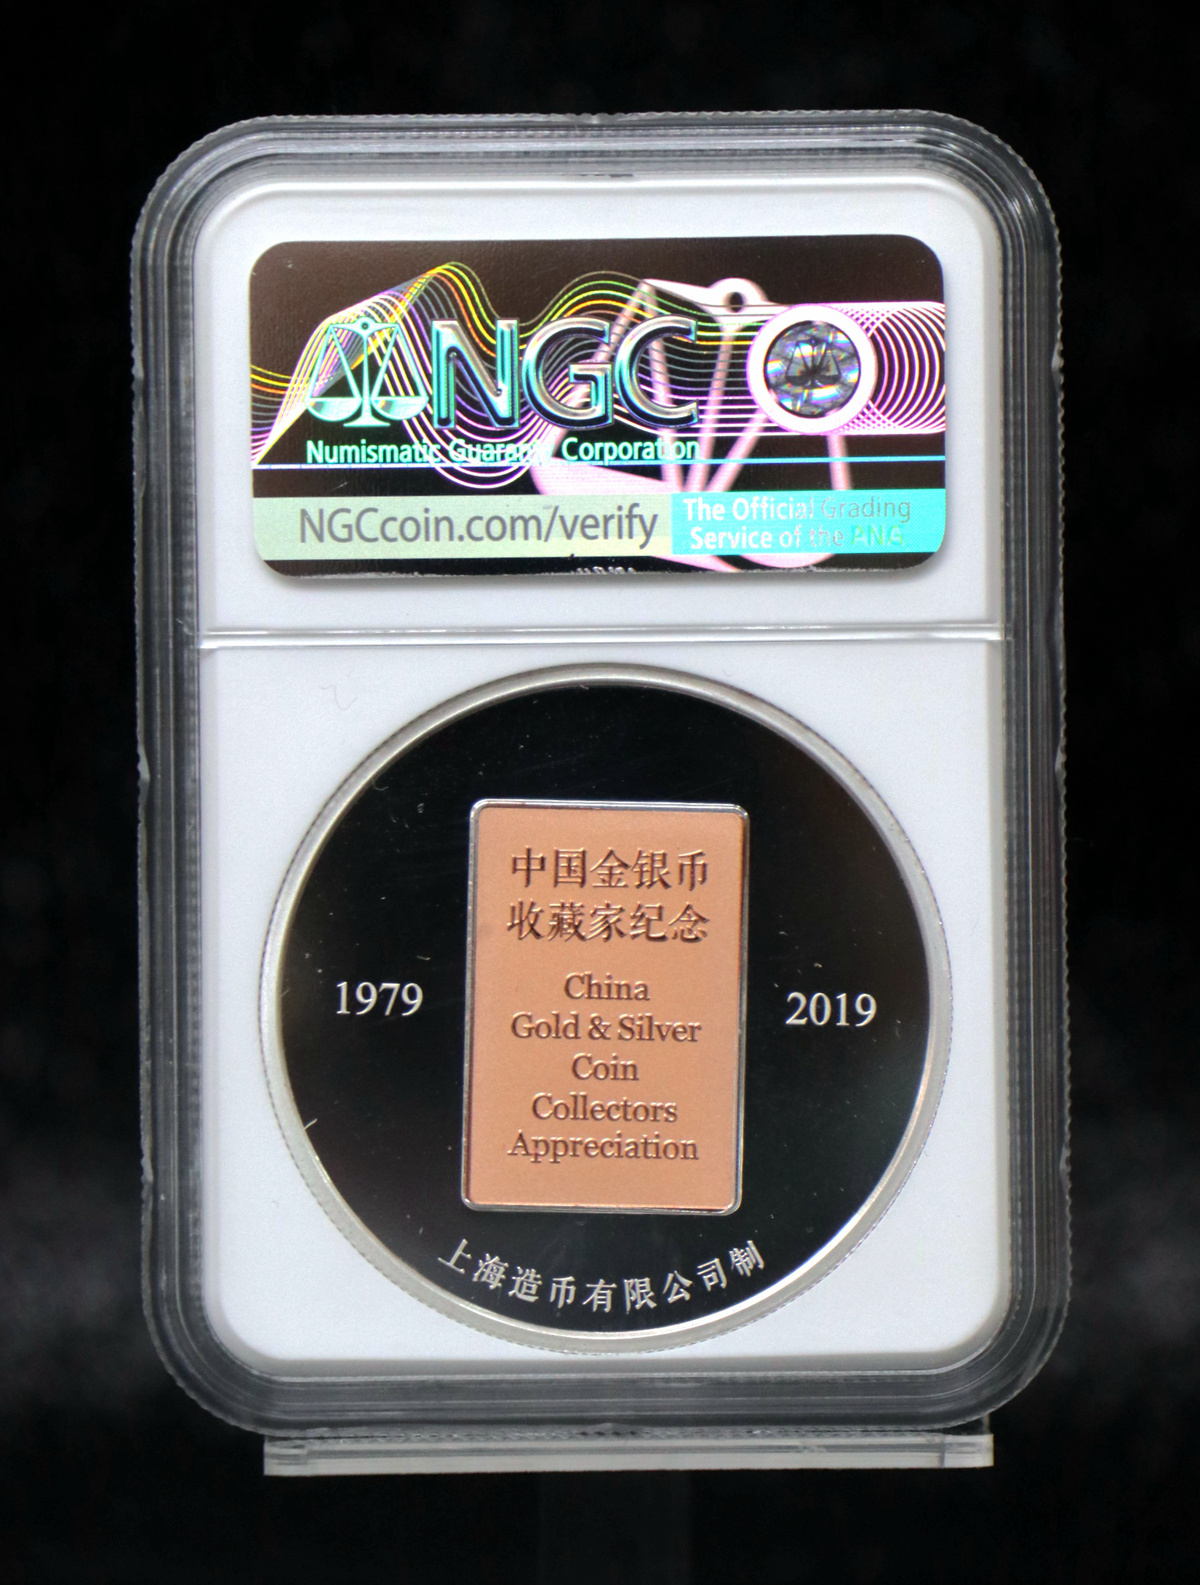 NGC
Numismatic Guaranty Corporation
NGCcoin.com/verify
The Official Grading
Service of the PNG
中国金银币
收藏家纪念
China
Gold & Silver
Coin
Collectors
Appreciation
1979
2019
上海造币有限公司制